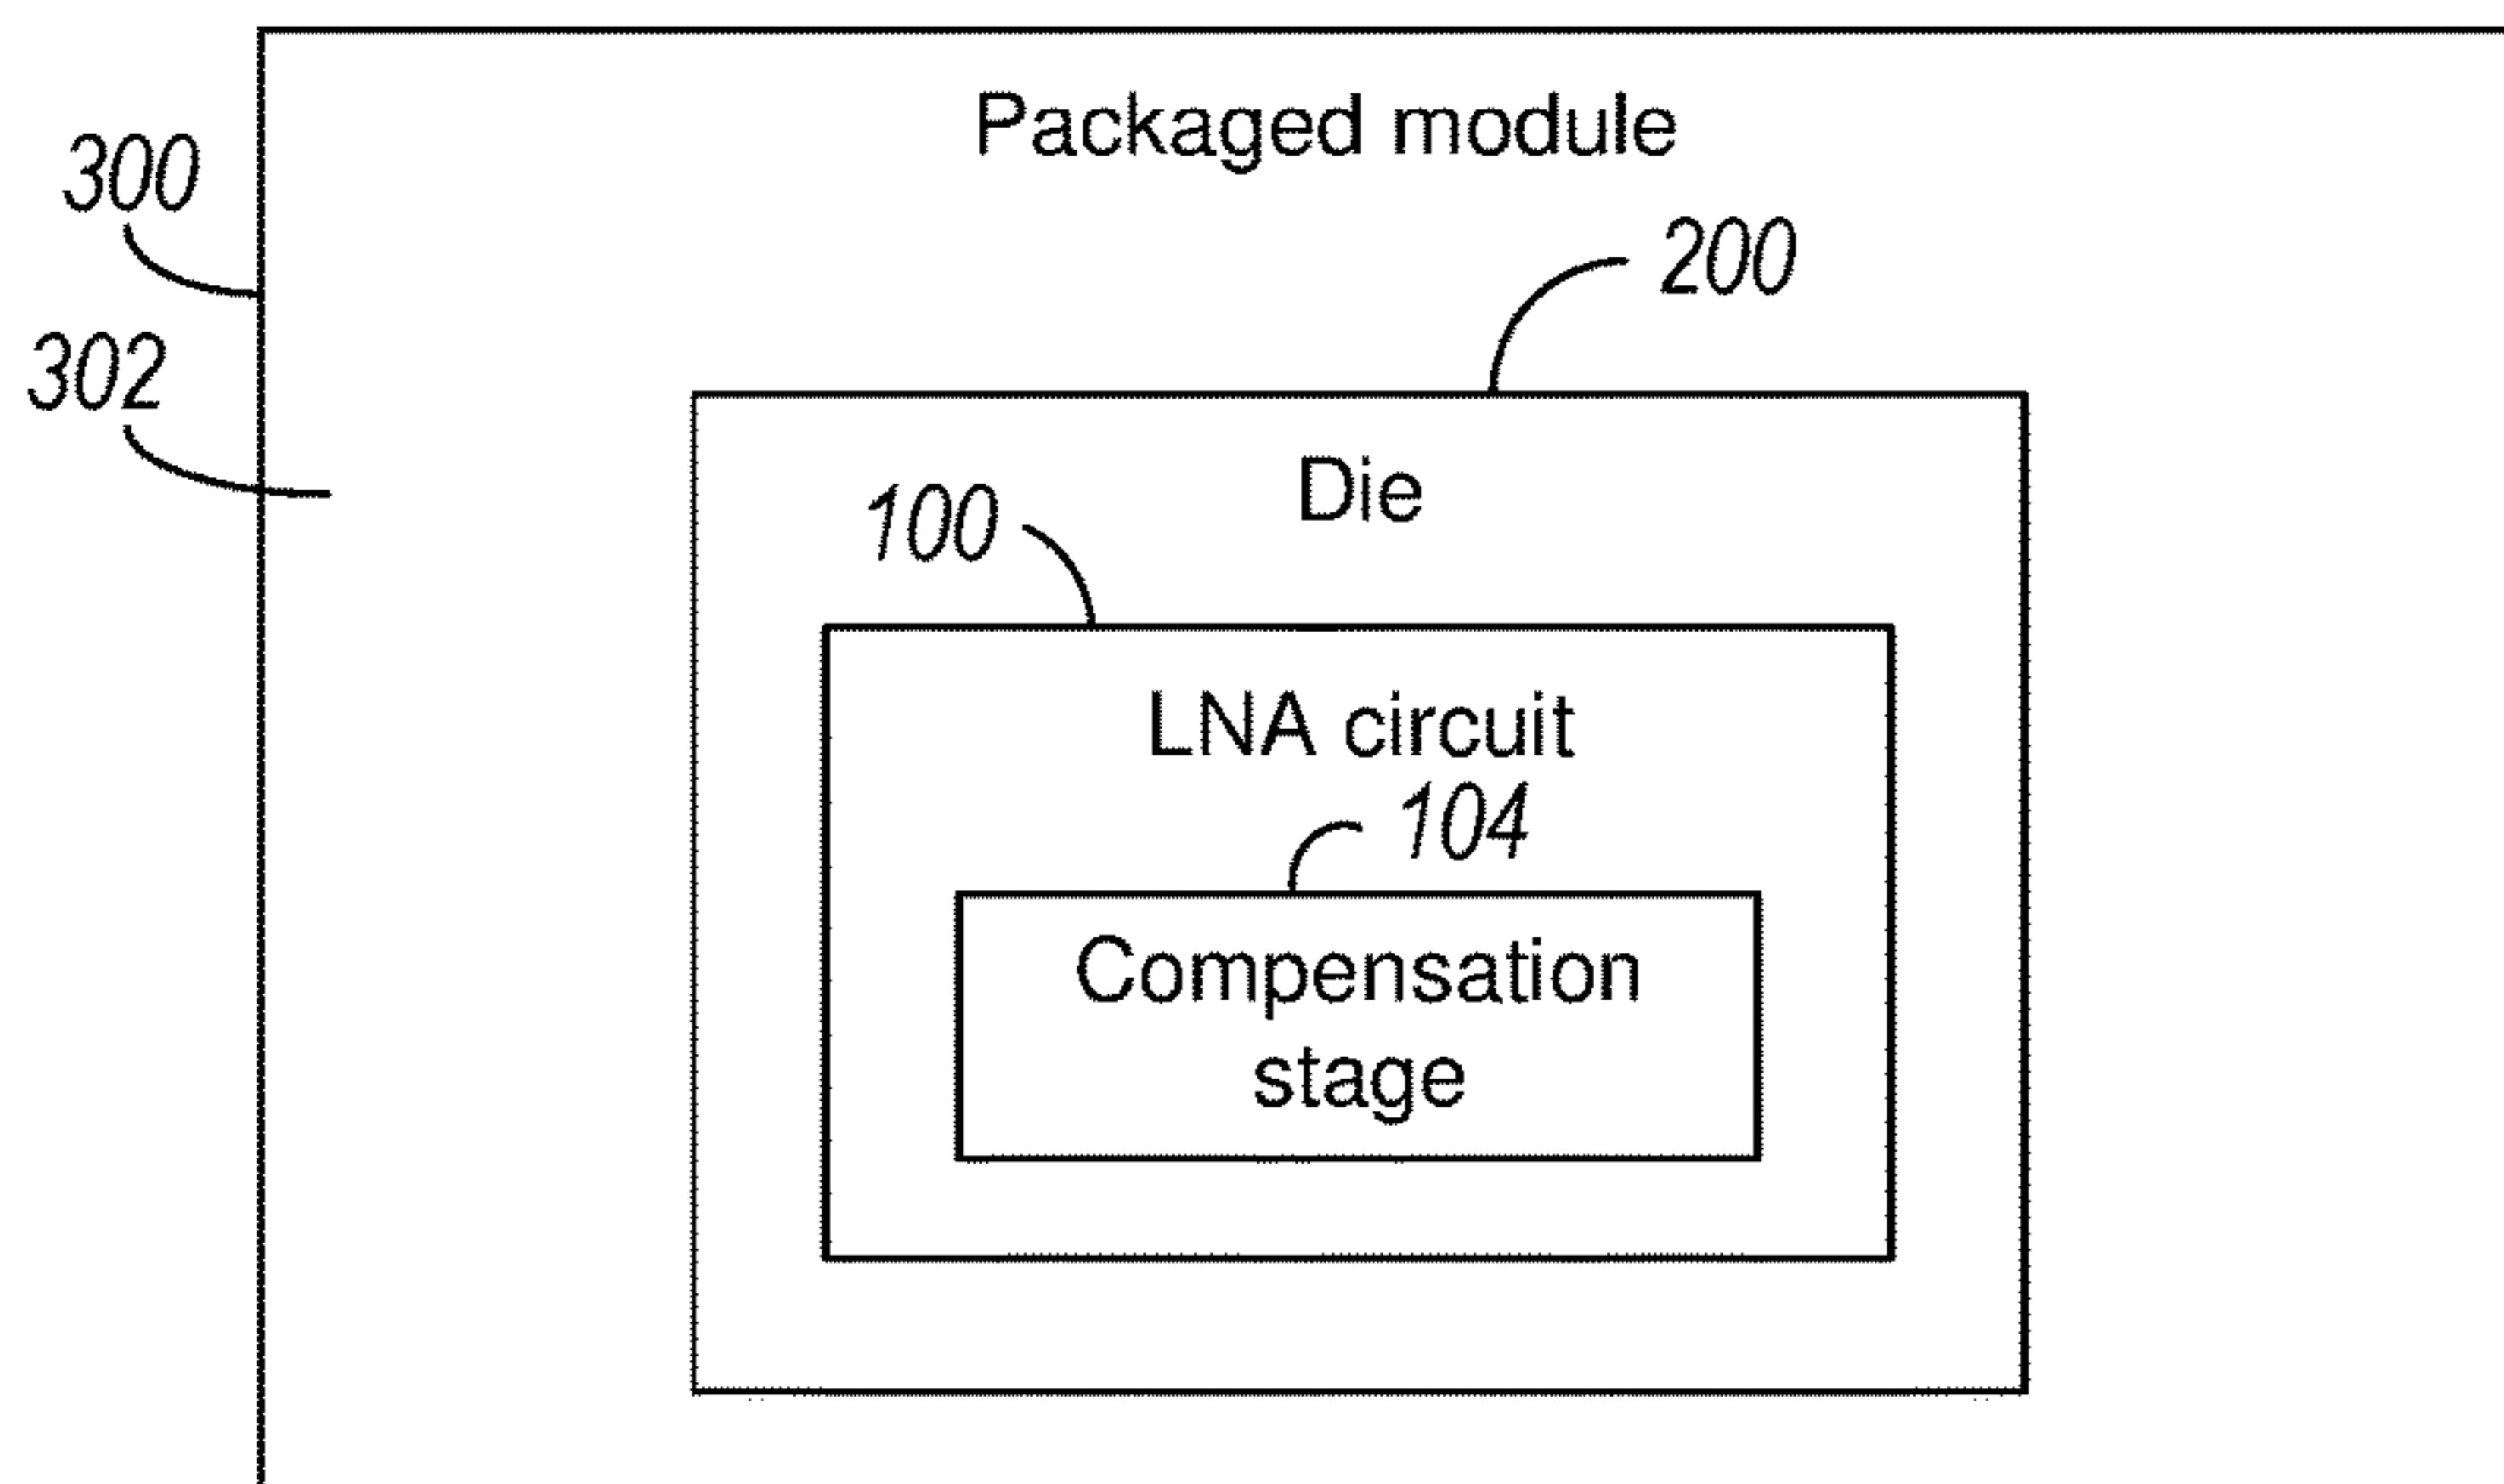 Packaged module
300
200
302
Die
100
LNA circuit
104
Compensation
stage